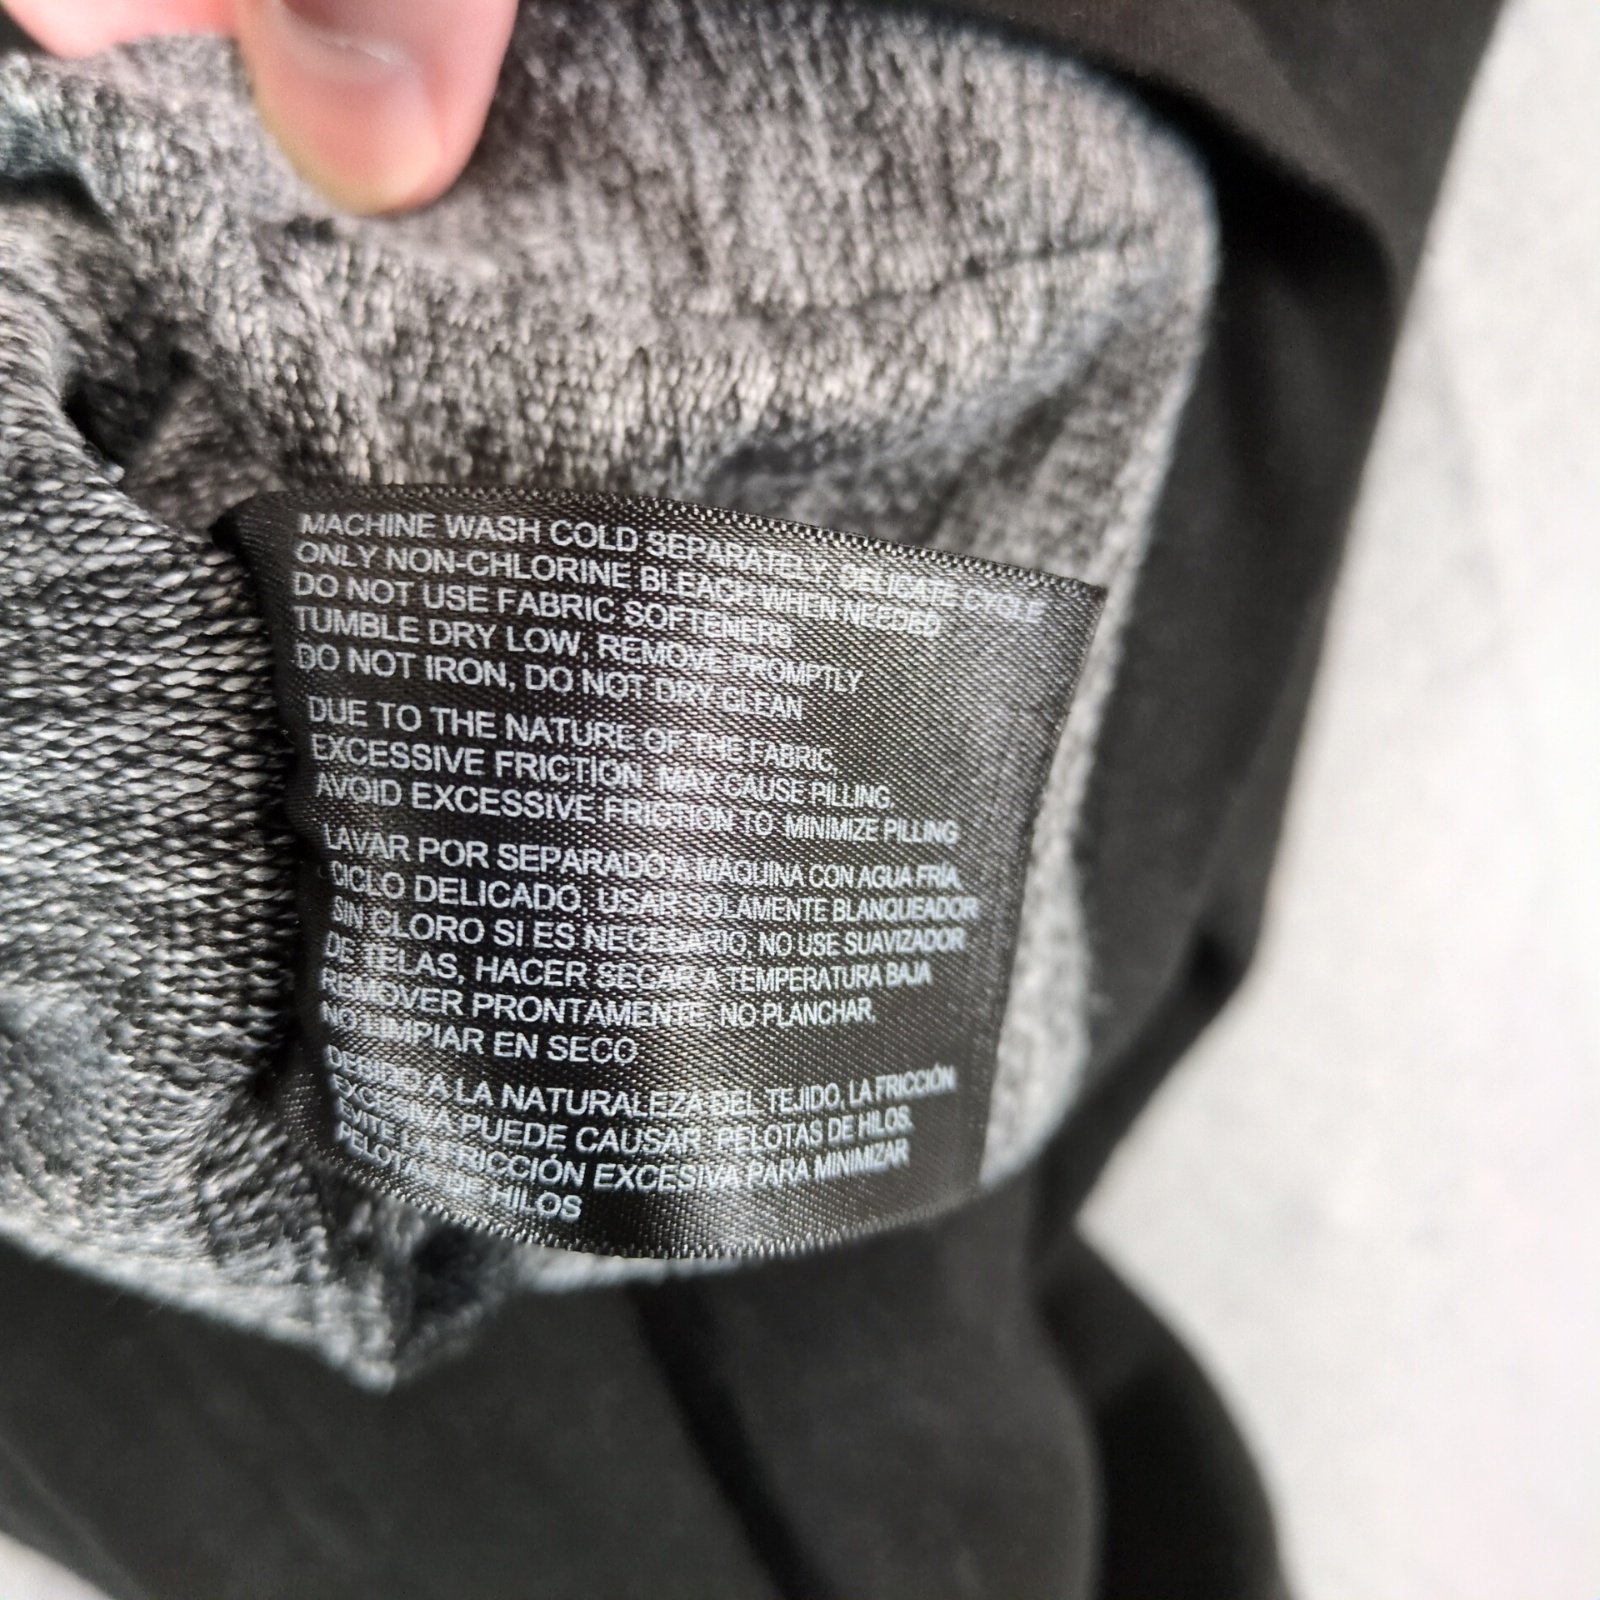 MACHINE WASH COLD SEPARATELY, DELICATE CYCLE
ONLY NON-CHLORINE BLEACH WHEN NEEDED
DO NOT USE FABRIC SOFTENERS
TUMBLE DRY LOW, REMOVE PROMPTLY
DO NOT IRON, DO NOT DRY CLEAN
DUE TO THE NATURE OF THE FABRIC,
EXCESSIVE FRICTION MAY CAUSE PILLING.
AVOID EXCESSIVE FRICTION TO MINIMIZE PILLING
LAVAR POR SEPARADO A MAQUINA CON AGUA FRÍA,
CICLO DELICADO, USAR SOLAMENTE BLANQUEADOR
SIN CLORO SI ES NECESARIO, NO USE SUAVIZADOR
DE TELAS, HACER SECAR A TEMPERATURA BAJA
REMOVER PRONTAMENTE, NO PLANCHAR,
NO LIMPIAR EN SECO
DEBIDO A LA NATURALEZA DEL TEJIDO, LA FRICCIÓN
EXCESIVA PUEDE CAUSAR PELOTAS DE HILOS.
EVITE LA FRICCIÓN EXCESIVA PARA MINIMIZAR
PELOTAS DE HILOS